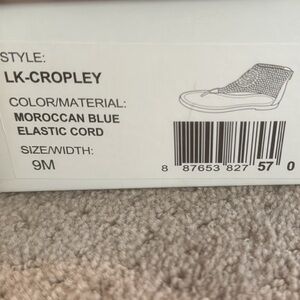 STYLE:
LK-CROPLEY
COLOR/MATERIAL:
MOROCCAN BLUE
ELASTIC CORD
SIZE/WIDTH:
9M
8 87653 827 57 0